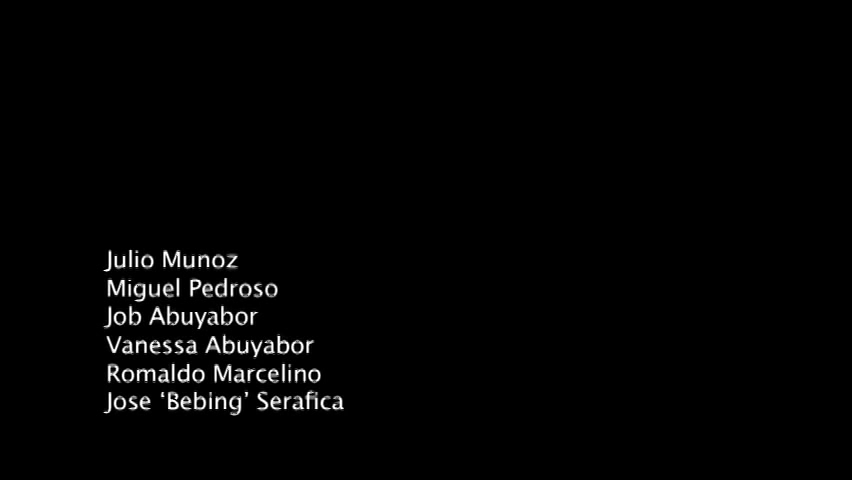 Julio Munoz
Miguel Pedroso
Job Abuyabor
Vanessa Abuyabor
Romaldo Marcelino
Jose ‘Bebing’ Serafica